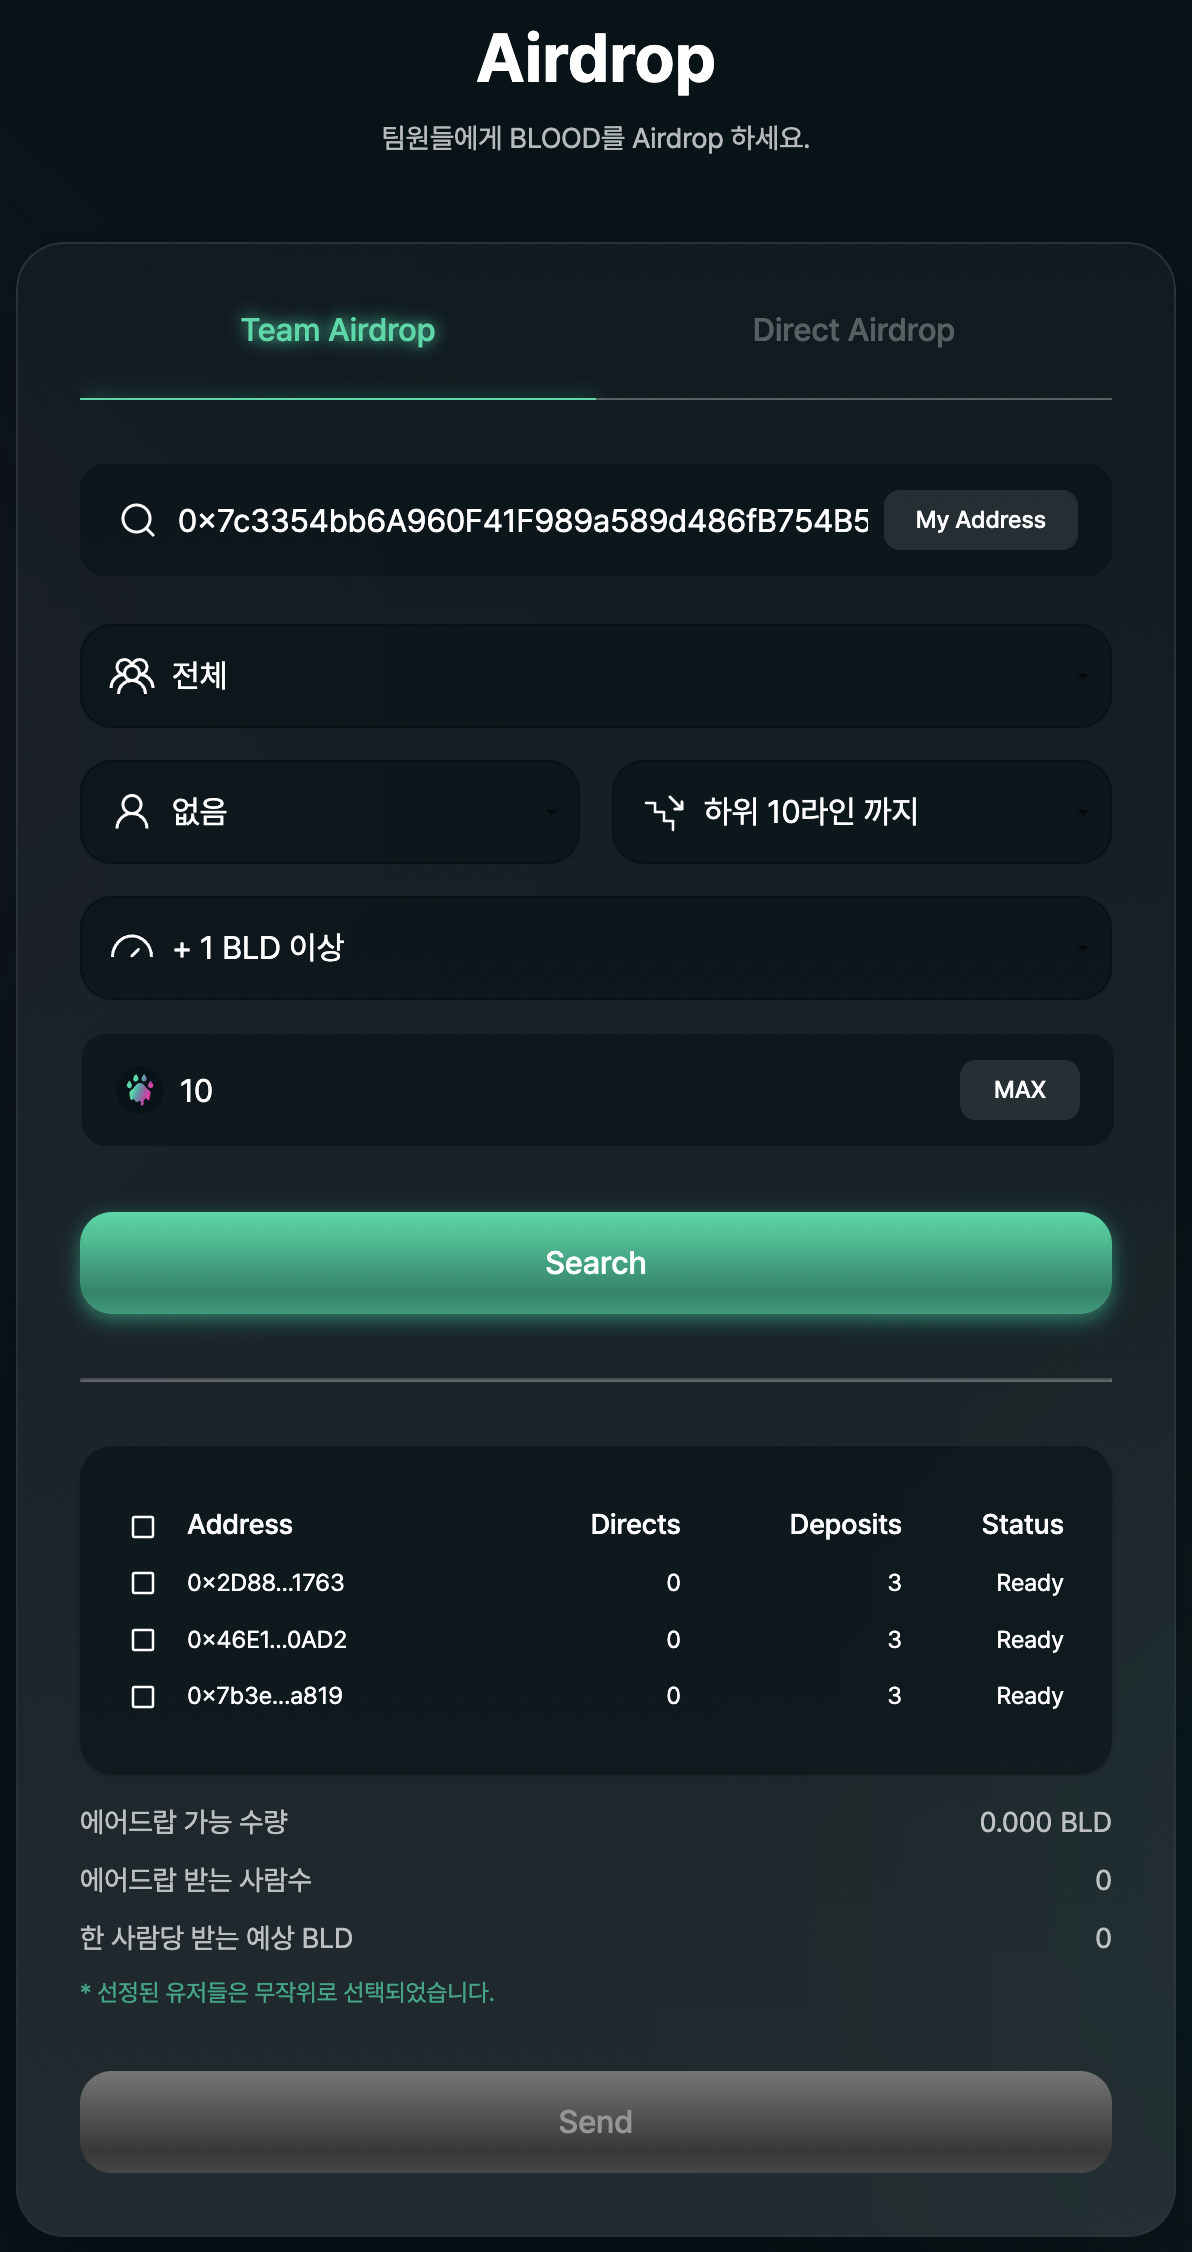 Airdrop
팀원들에게 BLOOD를 Airdrop 하세요.
Team Airdrop Direct Airdrop
0x7c3354bb6A960F41F989a589d486fB754B5 My Address
전체
없음 하위 10라인 까지
+ 1 BLD 이상
10 MAX
Search
Address Directs Deposits Status
0x2D88...1763 0 3 Ready
0x46E1...0AD2 0 3 Ready
0x7b3e...a819 0 3 Ready
에어드랍 가능 수량 0.000 BLD
에어드랍 받는 사람수 0
한 사람당 받는 예상 BLD 0
* 선정된 유저들은 무작위로 선택되었습니다.
Send